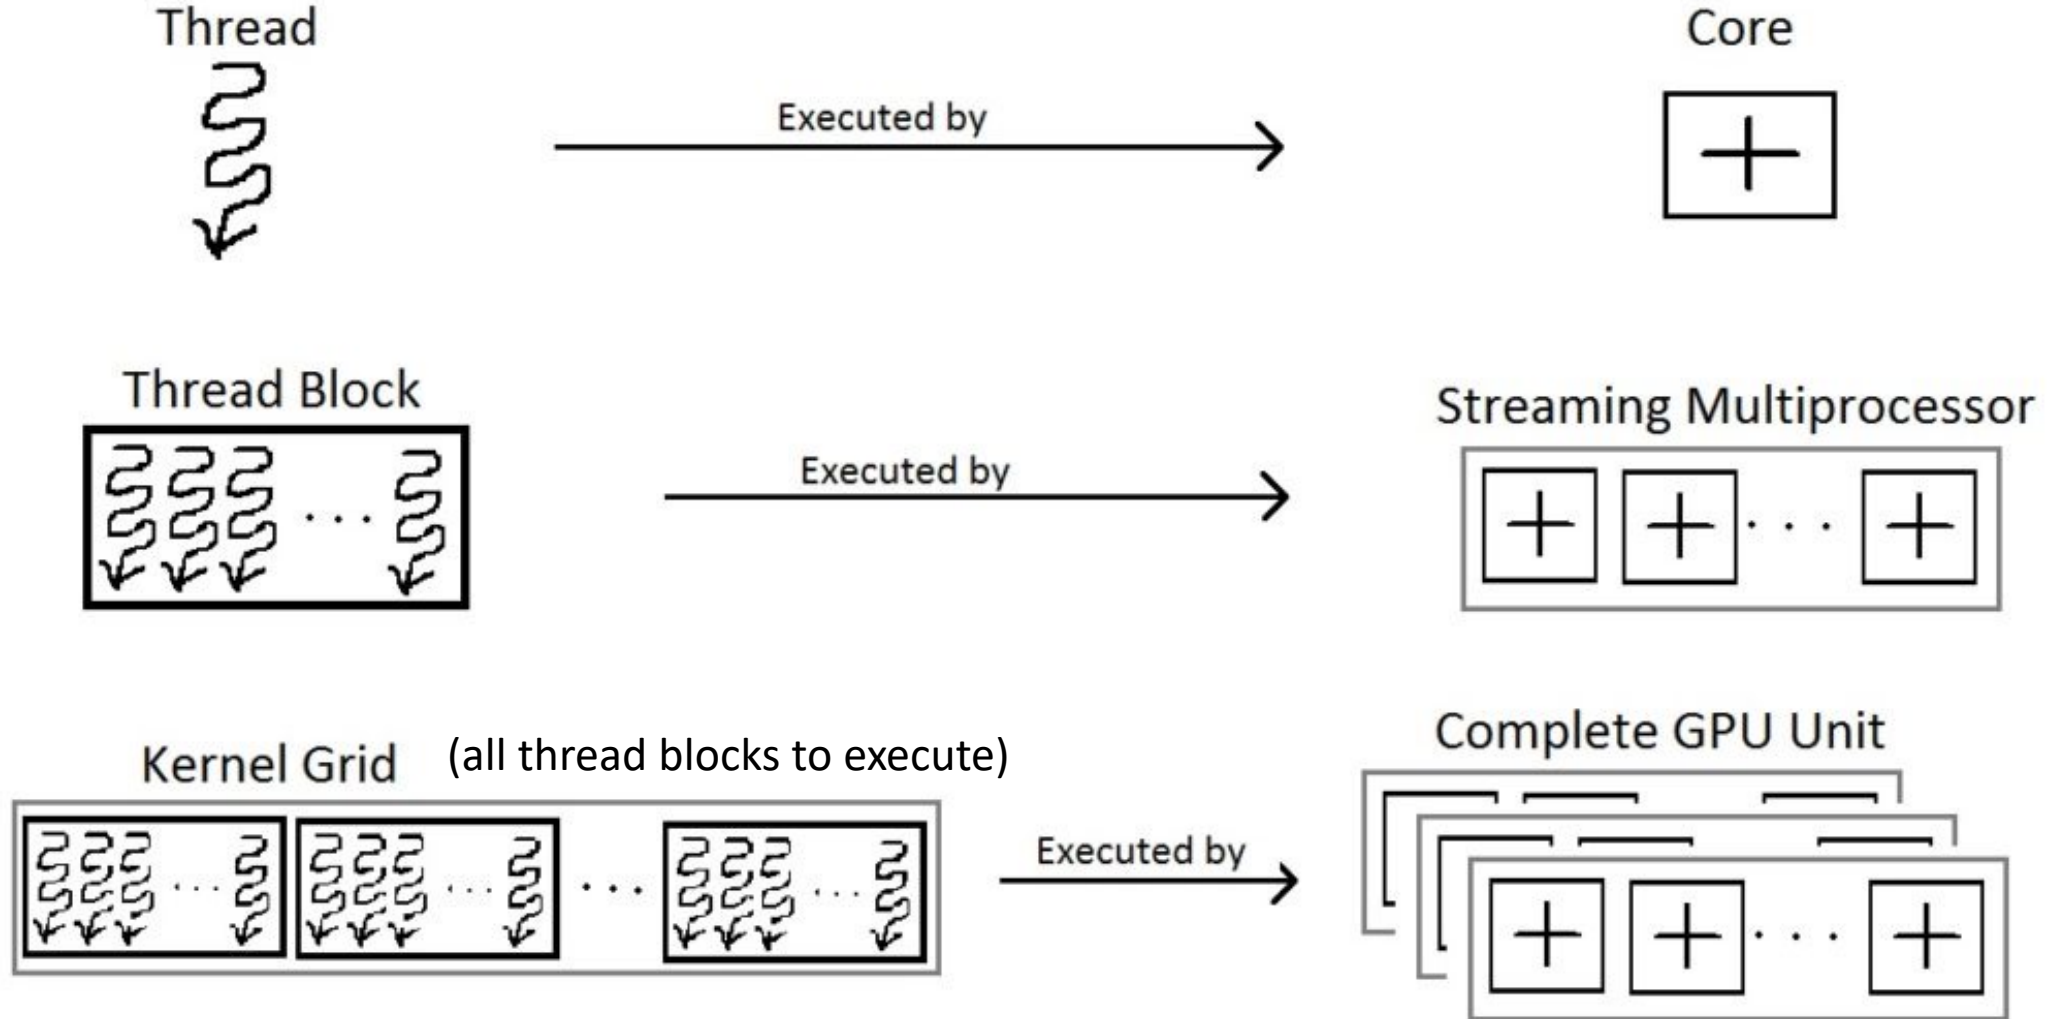 Thread
Core
Executed by
Thread Block
Streaming Multiprocessor
Executed by
Kernel Grid (all thread blocks to execute)
Complete GPU Unit
Executed by